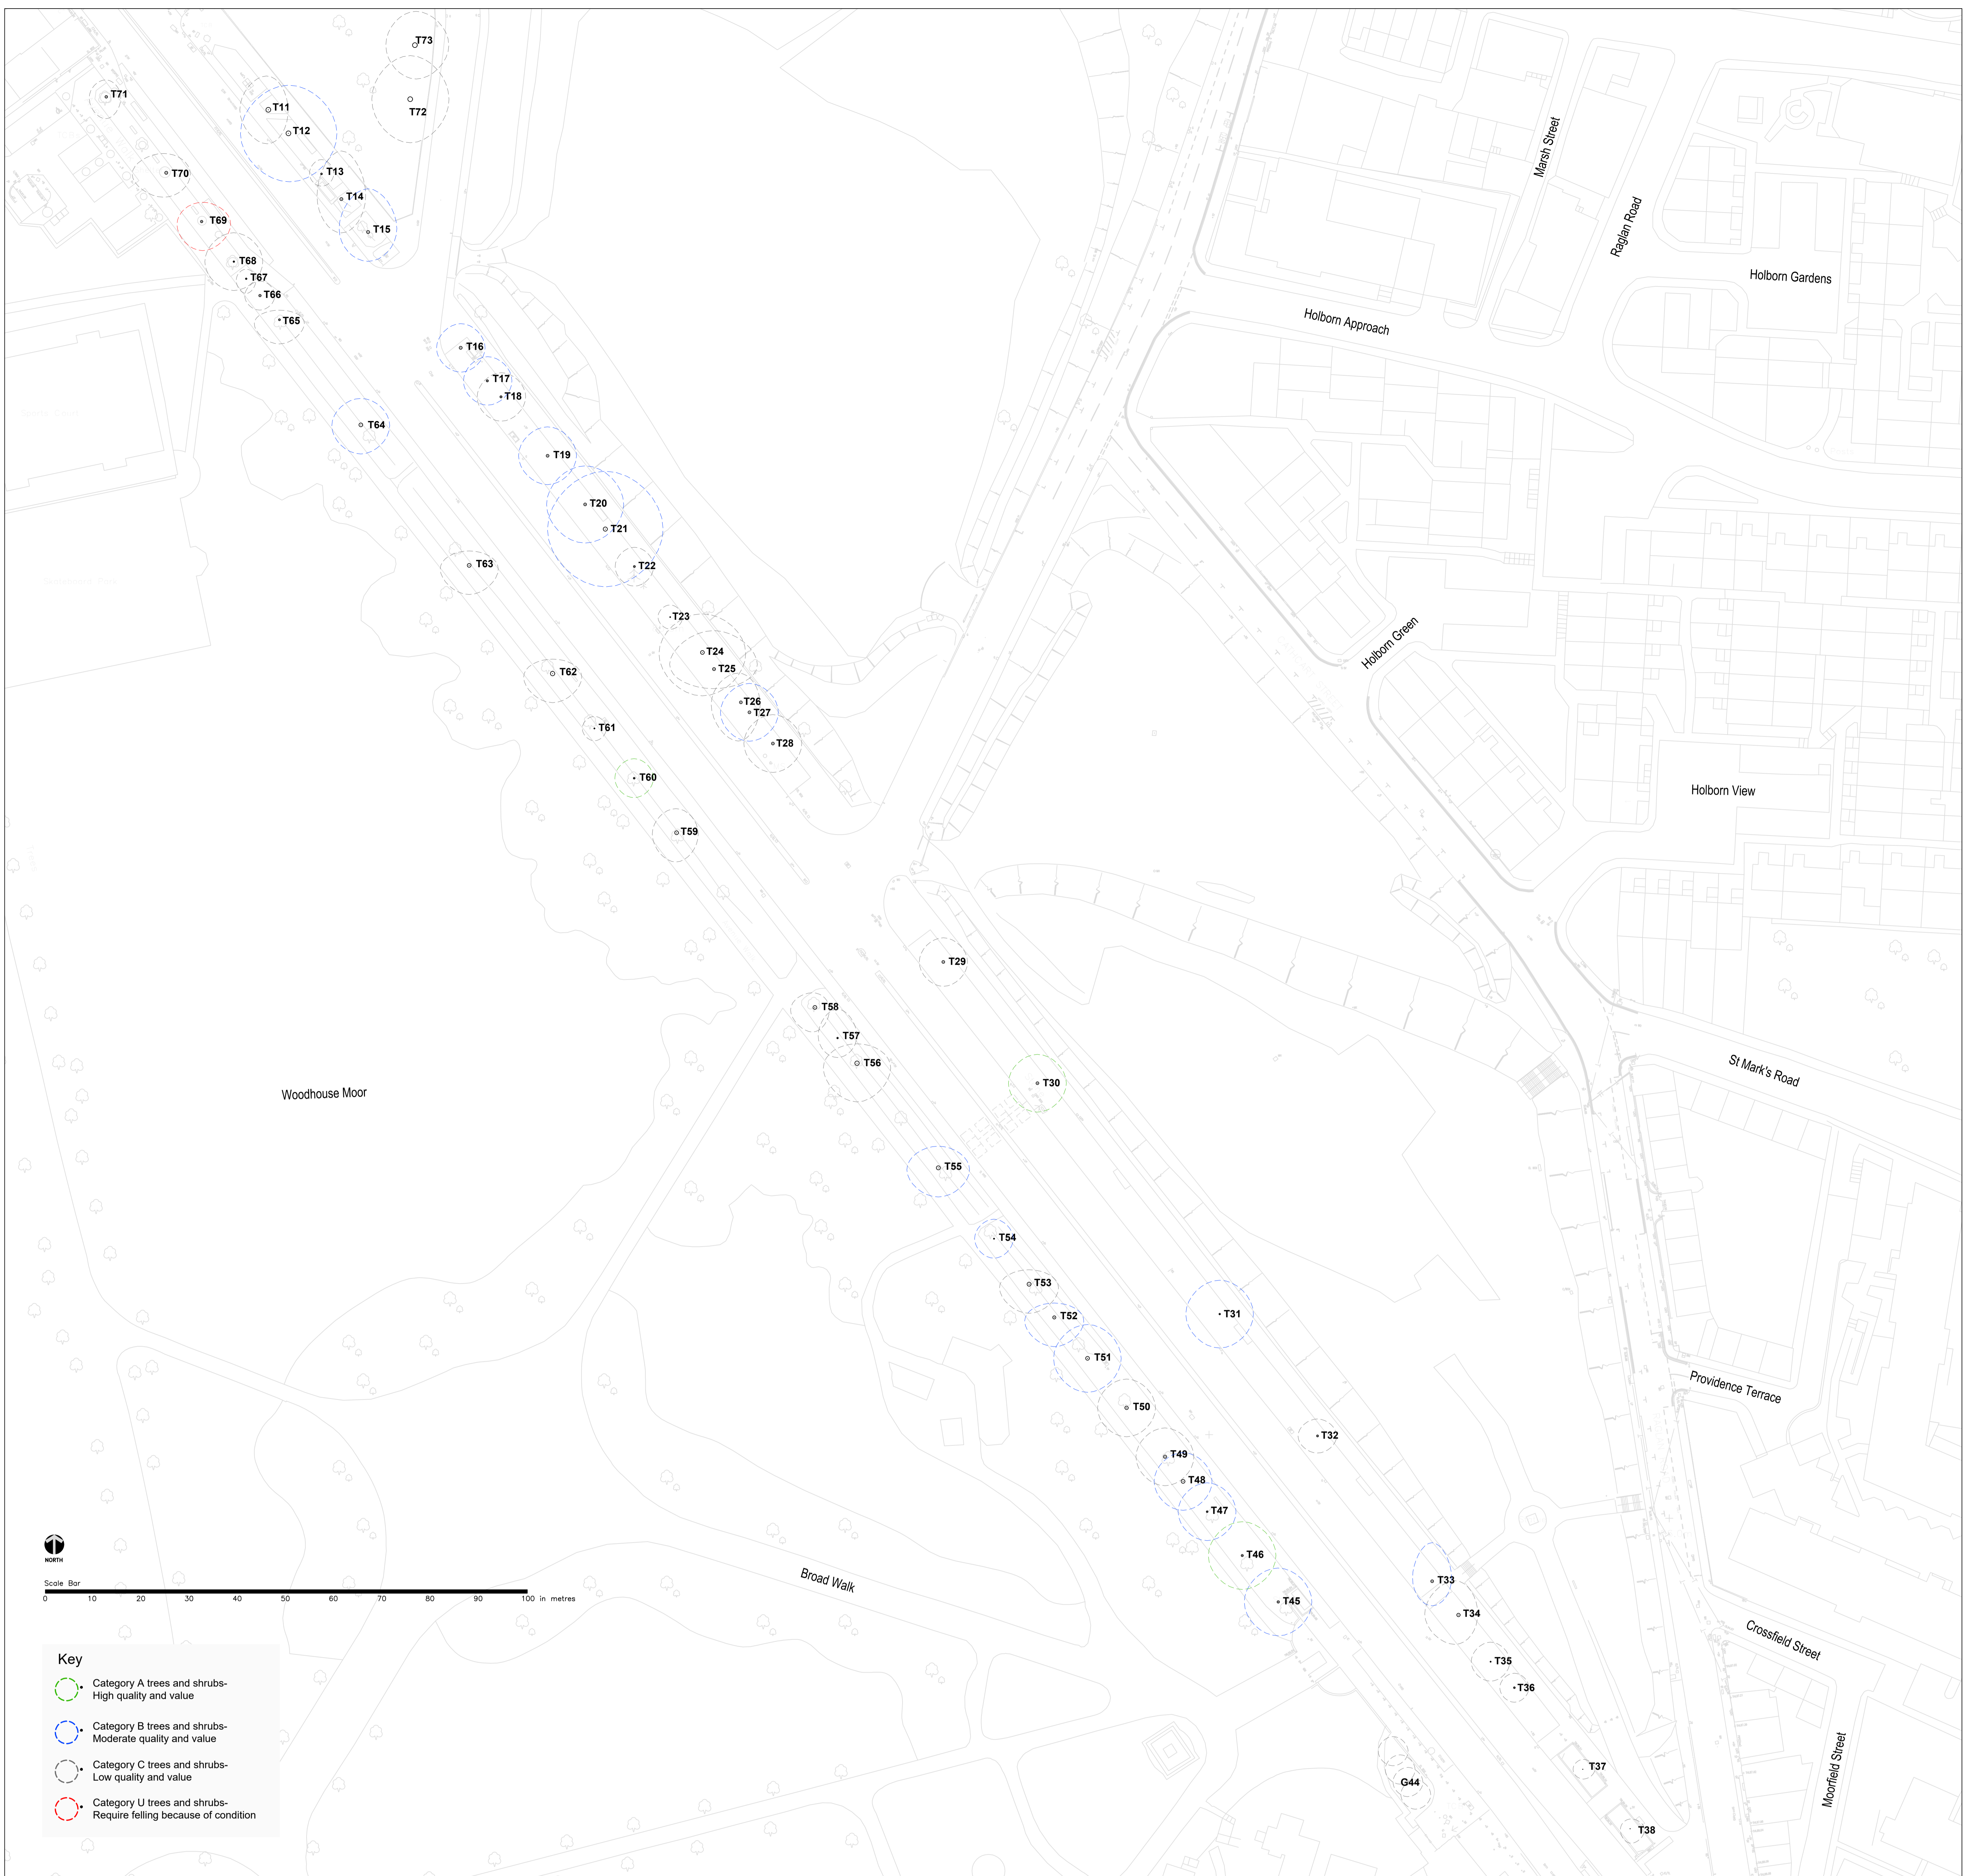 T73
T71
T11
T72
T12
T13
T70
T14
T69
T15
T68
T67
T66
T65
T16
T17
T18
T64
T19
T20
T21
T63
T22
T23
T24
T25
T62
T26
T27
T61
T28
T60
T59
T29
T58
T57
T56
T30
T55
T54
T53
T52
T31
T51
T50
T32
T49
T48
T47
T46
T33
T45
T34
T35
T36
T37
G44
T38
Marsh Street
Raglan Road
Holborn Gardens
Holborn Approach
Holborn Green
Holborn View
St Mark's Road
Woodhouse Moor
Providence Terrace
Broad Walk
Crossfield Street
Moorfield Street
NORTH
Scale Bar
0 10 20 30 40 50 60 70 80 90 100 in metres
Key
Category A trees and shrubs-
High quality and value
Category B trees and shrubs-
Moderate quality and value
Category C trees and shrubs-
Low quality and value
Category U trees and shrubs-
Require felling because of condition